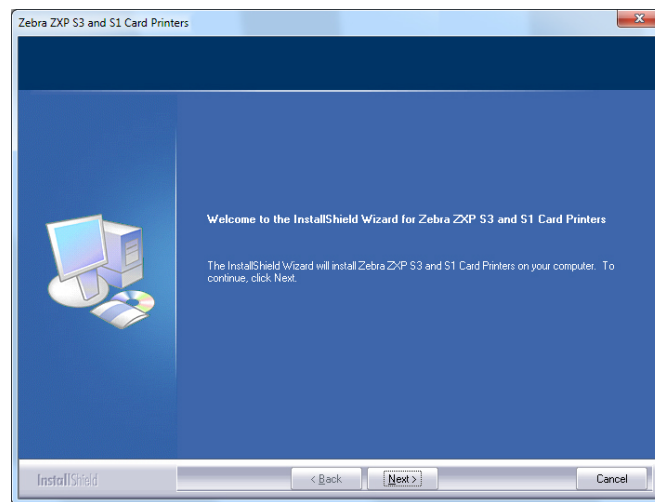 Zebra ZXP S3 and S1 Card Printers
Welcome to the InstallShield Wizard for Zebra ZXP S3 and S1 Card Printers
The InstallShield Wizard will install Zebra ZXP S3 and S1 Card Printers on your computer. To
continue, click Next.
InstallShield
< Back
Next >
Cancel